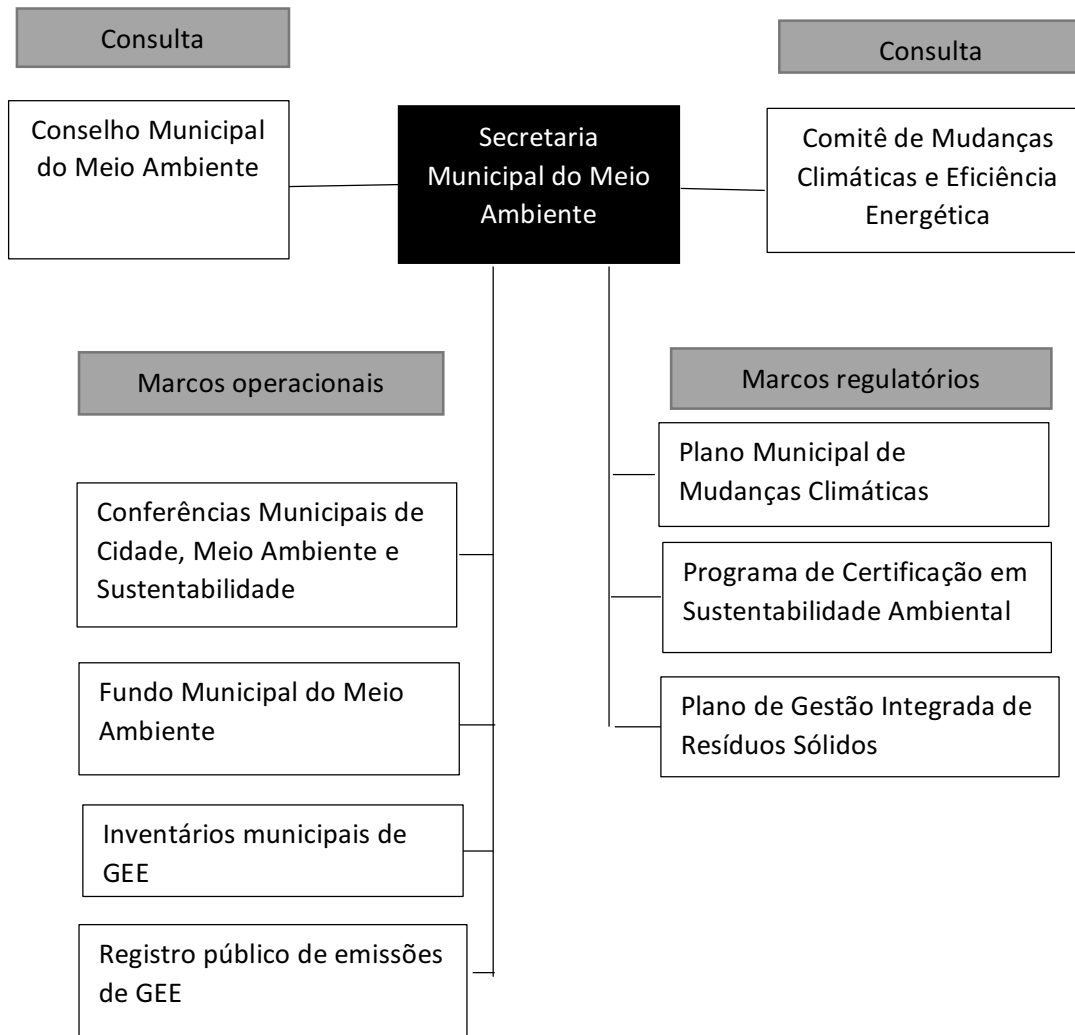 Consulta
Consulta
Conselho Municipal
do Meio Ambiente
Secretaria
Municipal do Meio
Ambiente
Comitê de Mudanças
Climáticas e Eficiência
Energética
Marcos operacionais
Conferências Municipais de
Cidade, Meio Ambiente e
Sustentabilidade
Fundo Municipal do Meio
Ambiente
Inventários municipais de
GEE
Registro público de emissões
de GEE
Marcos regulatórios
Plano Municipal de
Mudanças Climáticas
Programa de Certificação em
Sustentabilidade Ambiental
Plano de Gestão Integrada de
Resíduos Sólidos